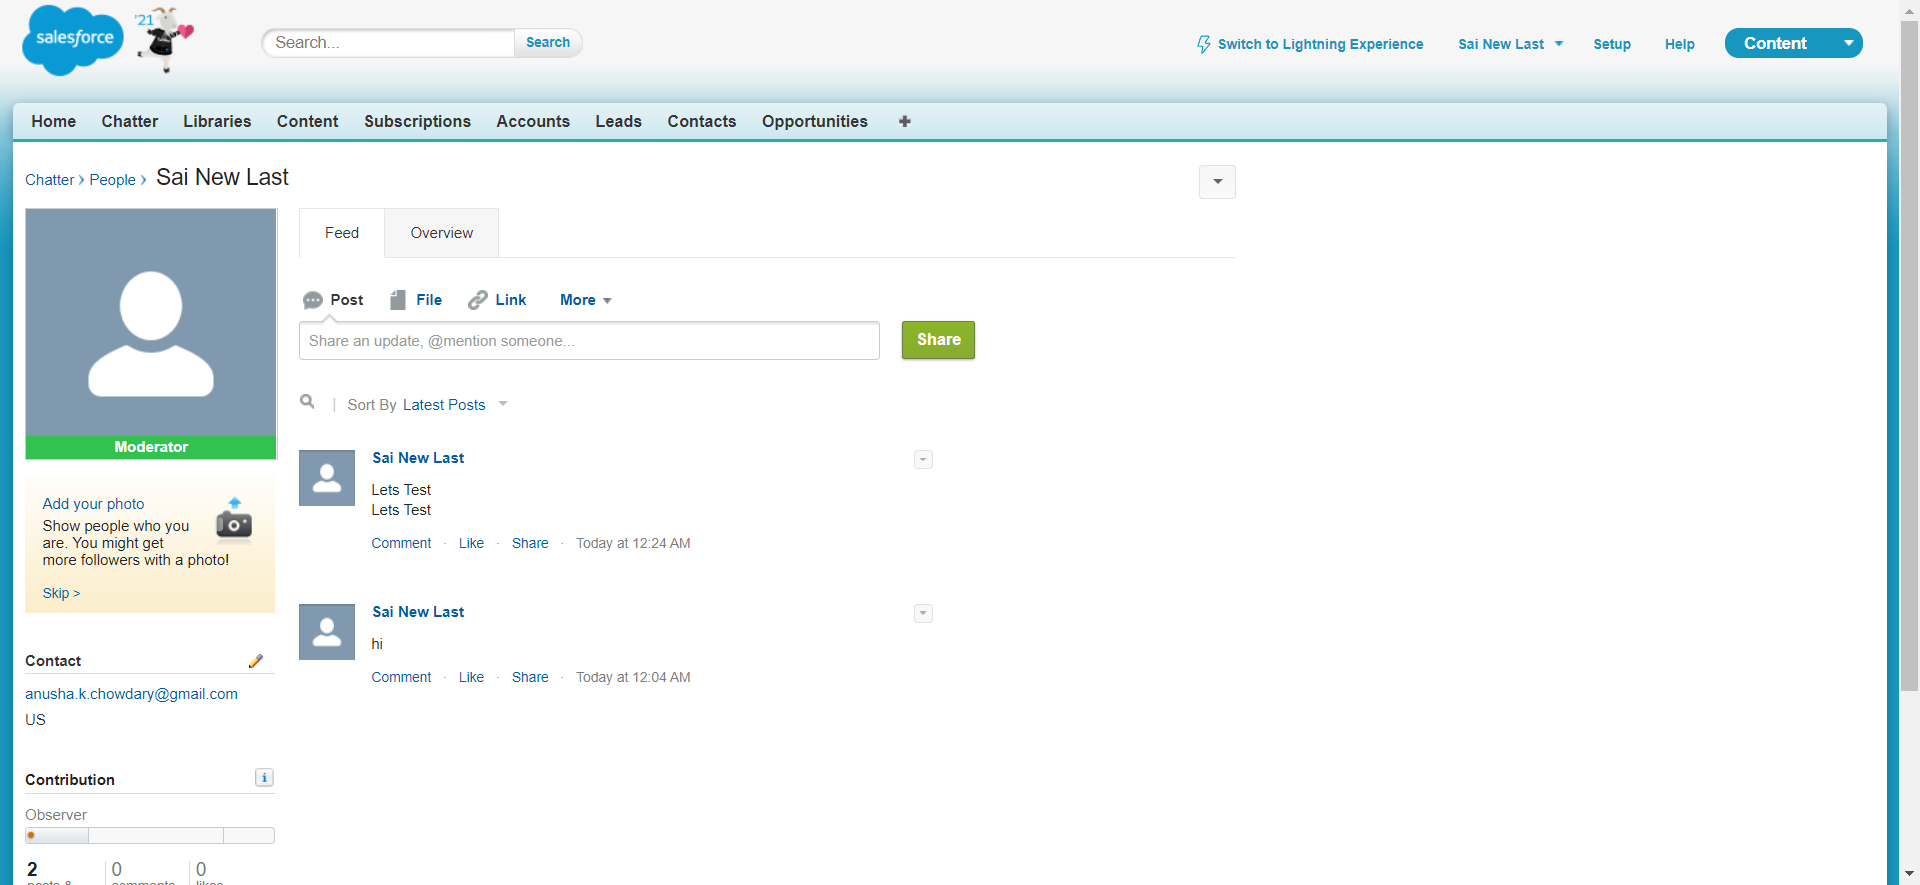 salesforce
'21
Search...
Search
Switch to Lightning Experience
Sai New Last
Setup
Help
Content
Home
Chatter
Libraries
Content
Subscriptions
Accounts
Leads
Contacts
Opportunities
Chatter › People › Sai New Last
Moderator
Add your photo
Show people who you
are. You might get
more followers with a photo!
Skip >
Contact
anusha.k.chowdary@gmail.com
US
Contribution
i
Observer
2
0
0
posts &
comments
likes
Feed
Overview
Post
File
Link
More
Share an update, @mention someone...
Share
| Sort By Latest Posts
Sai New Last
Lets Test
Lets Test
Comment · Like · Share · Today at 12:24 AM
Sai New Last
hi
Comment · Like · Share · Today at 12:04 AM